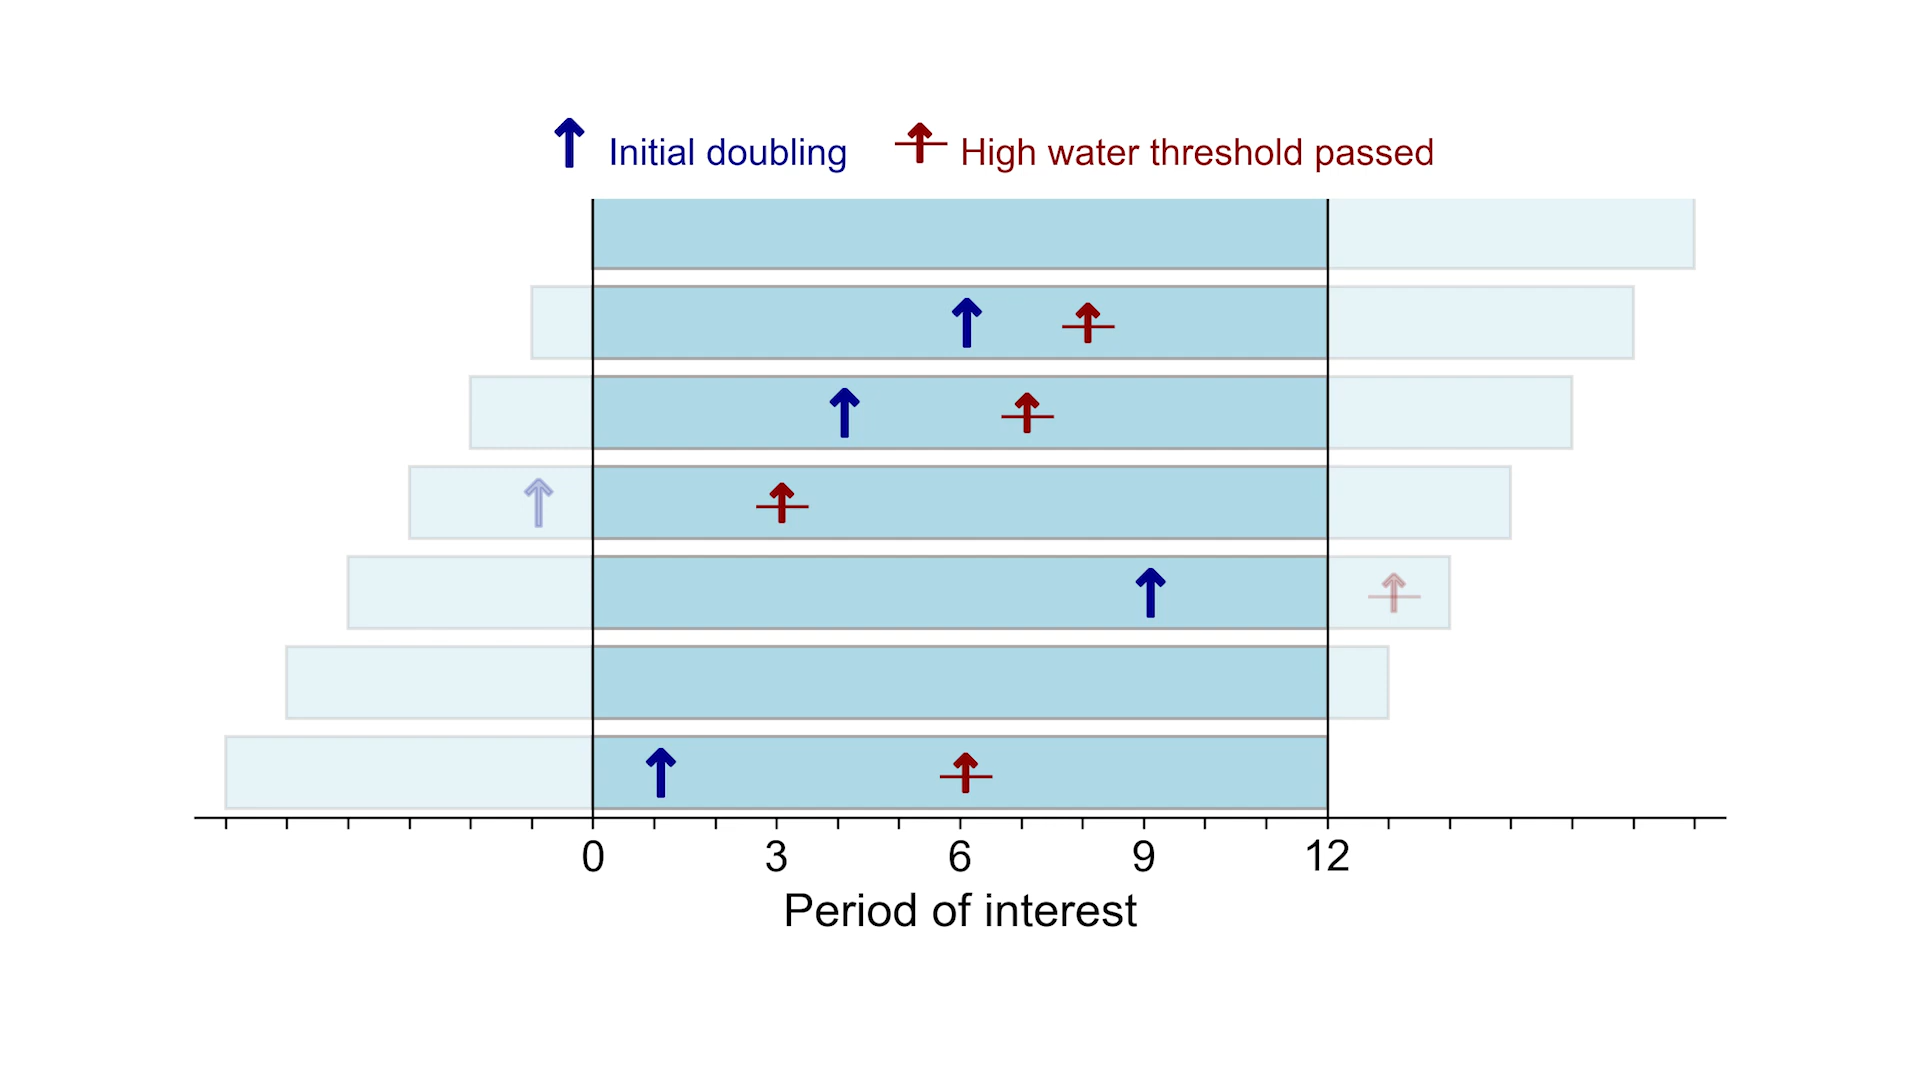 Initial doubling High water threshold passed
0 3 6 9 12
Period of interest